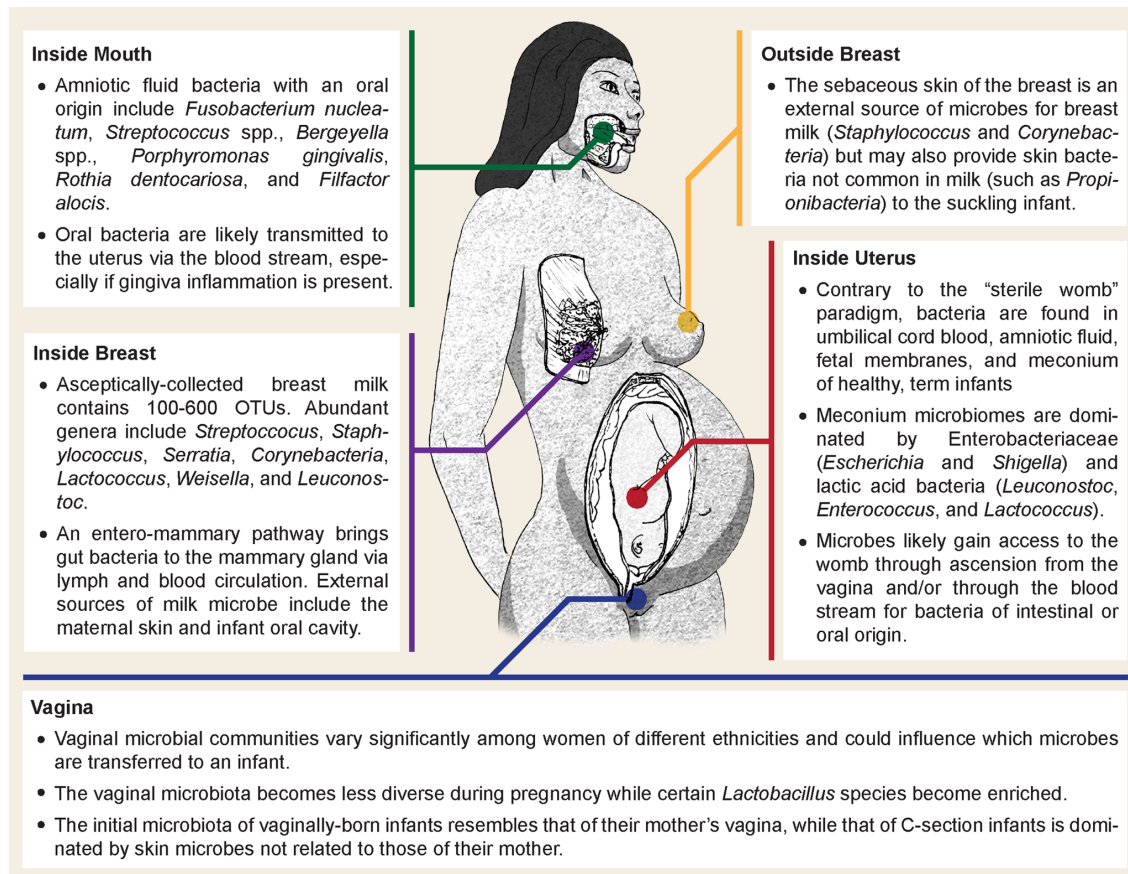 Inside Mouth
• Amniotic fluid bacteria with an oral
origin include Fusobacterium nuclea-
tum, Streptococcus spp., Bergeyella
spp., Porphyromonas gingivalis,
Rothia dentocariosa, and Filfactor
alocis.
• Oral bacteria are likely transmitted to
the uterus via the blood stream, espe-
cially if gingiva inflammation is present.
Inside Breast
• Asceptically-collected breast milk
contains 100-600 OTUs. Abundant
genera include Streptoccocus, Staph-
ylococcus, Serratia, Corynebacteria,
Lactococcus, Weisella, and Leuconos-
toc.
• An entero-mammary pathway brings
gut bacteria to the mammary gland via
lymph and blood circulation. External
sources of milk microbe include the
maternal skin and infant oral cavity.
Outside Breast
• The sebaceous skin of the breast is an
external source of microbes for breast
milk (Staphylococcus and Corynebac-
teria) but may also provide skin bacte-
ria not common in milk (such as Propi-
onibacteria) to the suckling infant.
Inside Uterus
• Contrary to the “sterile womb”
paradigm, bacteria are found in
umbilical cord blood, amniotic fluid,
fetal membranes, and meconium
of healthy, term infants
• Meconium microbiomes are domi-
nated by Enterobacteriaceae
(Escherichia and Shigella) and
lactic acid bacteria (Leuconostoc,
Enterococcus, and Lactococcus).
• Microbes likely gain access to the
womb through ascension from the
vagina and/or through the blood
stream for bacteria of intestinal or
oral origin.
Vagina
• Vaginal microbial communities vary significantly among women of different ethnicities and could influence which microbes
are transferred to an infant.
• The vaginal microbiota becomes less diverse during pregnancy while certain Lactobacillus species become enriched.
• The initial microbiota of vaginally-born infants resembles that of their mother’s vagina, while that of C-section infants is domi-
nated by skin microbes not related to those of their mother.